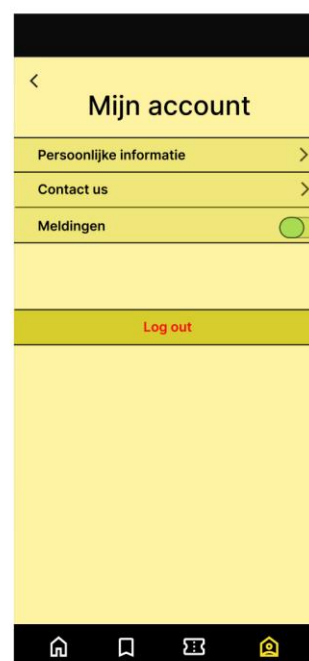 Mijn account
Persoonlijke informatie
Contact us
Meldingen
Log out